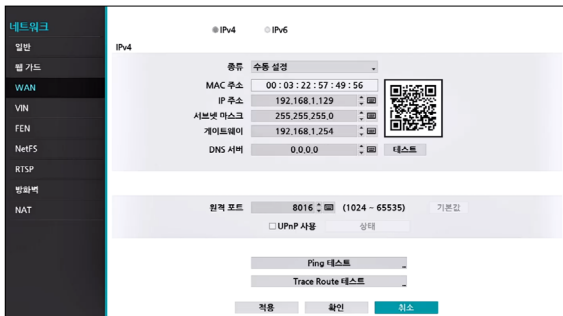 네트워크
일반
웹 가드
WAN
VIN
FEN
NetFS
RTSP
방화벽
NAT
IPv4 IPv6
IPv4
종류 수동 설정
MAC 주소 00 : 03 : 22 : 57 : 49 : 56
IP 주소 192.168.1.129
서브넷 마스크 255.255.255.0
게이트웨이 192.168.1.254
DNS 서버 0.0.0.0 테스트
원격 포트 8016 (1024 ~ 65535) 기본값
UPnP 사용 상태
Ping 테스트
Trace Route 테스트
적용 확인 취소